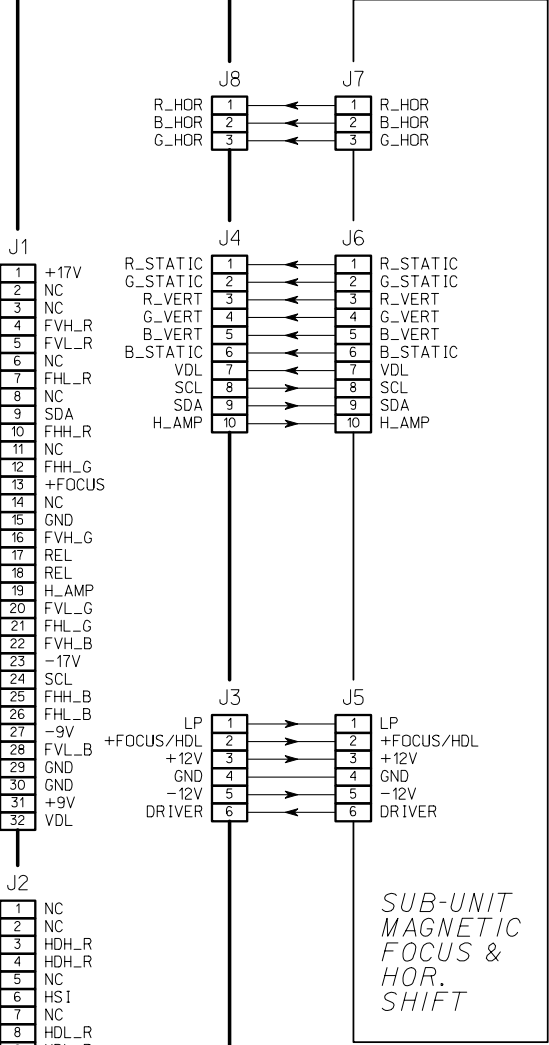 J8 J7
R_HOR 1 1 R_HOR
B_HOR 2 2 B_HOR
G_HOR 3 3 G_HOR
J4 J6
R_STATIC 1 1 R_STATIC
G_STATIC 2 2 G_STATIC
R_VERT 3 3 R_VERT
G_VERT 4 4 G_VERT
B_VERT 5 5 B_VERT
B_STATIC 6 6 B_STATIC
VDL 7 7 VDL
SCL 8 8 SCL
SDA 9 9 SDA
H_AMP 10 10 H_AMP
J3 J5
LP 1 1 LP
+FOCUS/HDL 2 2 +FOCUS/HDL
+12V 3 3 +12V
GND 4 4 GND
-12V 5 5 -12V
DRIVER 6 6 DRIVER
J1
1 +17V
2 NC
3 NC
4 FVH_R
5 FVL_R
6 NC
7 FHL_R
8 NC
9 SDA
10 FHH_R
11 NC
12 FHH_G
13 +FOCUS
14 NC
15 GND
16 FVH_G
17 REL
18 REL
19 H_AMP
20 FVL_G
21 FHL_G
22 FVH_B
23 -17V
24 SCL
25 FHH_B
26 FHL_B
27 -9V
28 FVL_B
29 GND
30 GND
31 +9V
32 VDL
J2
1 NC
2 NC
3 HDH_R
4 HDH_R
5 NC
6 HSI
7 NC
8 HDL_R
SUB-UNIT
MAGNETIC
FOCUS &
HOR.
SHIFT